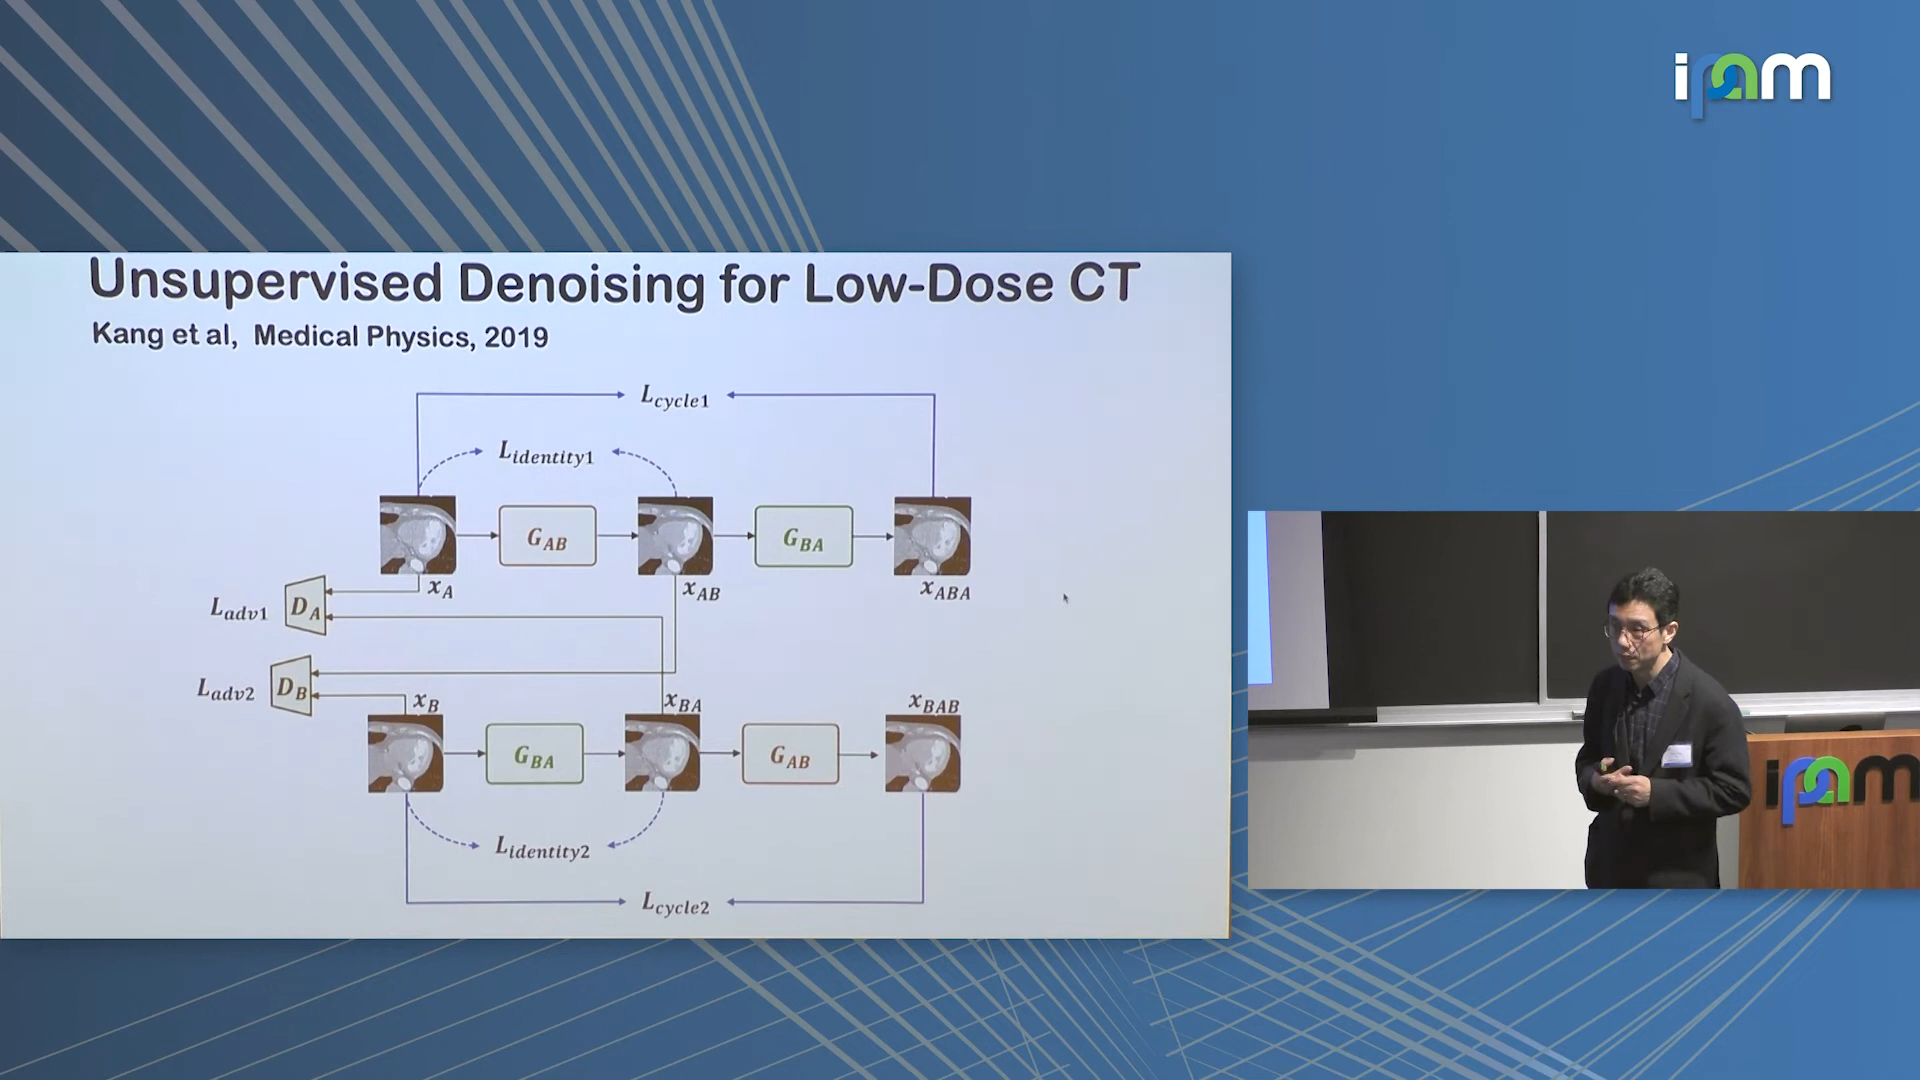 ipam
Unsupervised Denoising for Low-Dose CT
Kang et al, Medical Physics, 2019
L_cycle1
L_identity1
G_AB
G_BA
x_A
x_AB
x_ABA
L_adv1
D_A
L_adv2
D_B
x_B
x_BA
x_BAB
G_BA
G_AB
L_identity2
L_cycle2
ipam